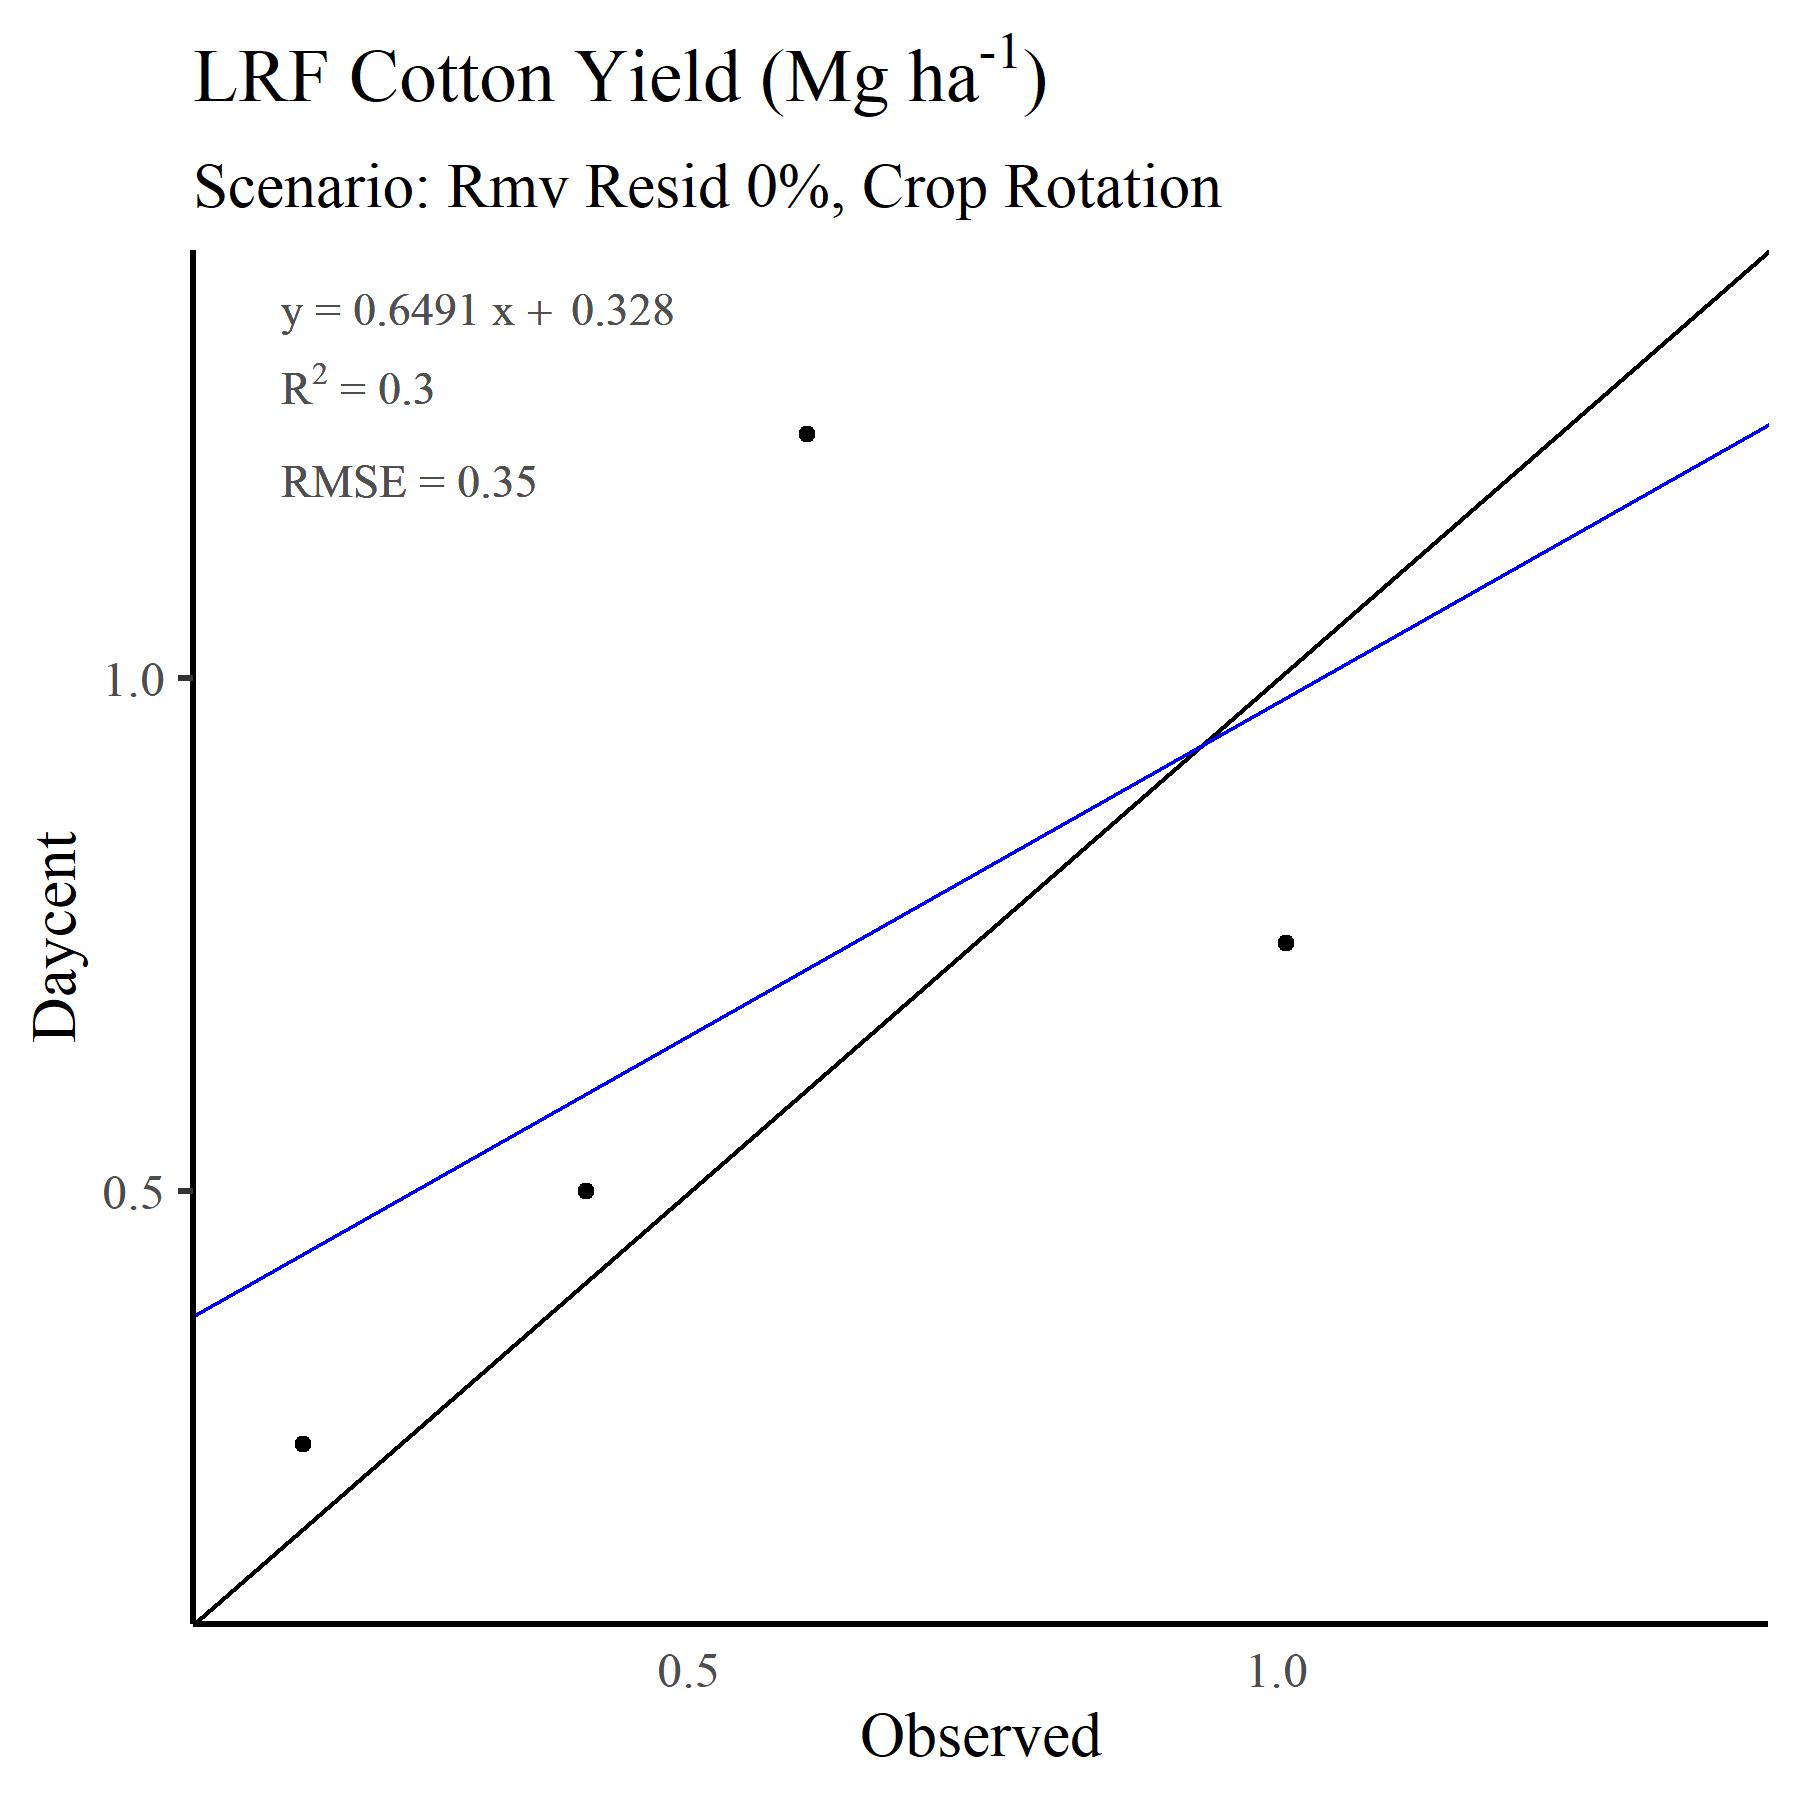 LRF Cotton Yield (Mg ha⁻¹)
Scenario: Rmv Resid 0%, Crop Rotation
y = 0.6491 x + 0.328
R² = 0.3
RMSE = 0.35
1.0
0.5
Daycent
0.5 1.0
Observed